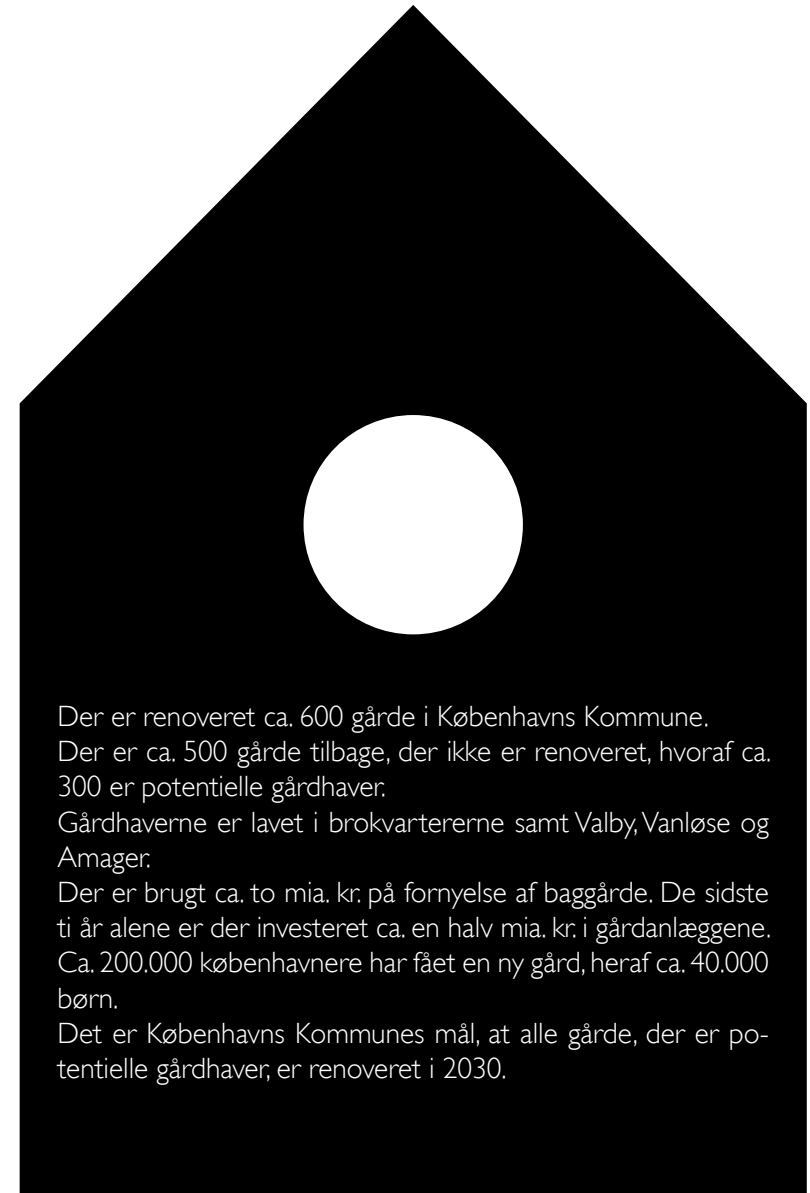 Der er renoveret ca. 600 gårde i Københavns Kommune.
Der er ca. 500 gårde tilbage, der ikke er renoveret, hvoraf ca.
300 er potentielle gårdhaver.
Gårdhaverne er lavet i brokvartererne samt Valby, Vanløse og
Amager.
Der er brugt ca. to mia. kr. på fornyelse af baggårde. De sidste
ti år alene er der investeret ca. en halv mia. kr. i gårdanlæggene.
Ca. 200.000 københavnere har fået en ny gård, heraf ca. 40.000
børn.
Det er Københavns Kommunes mål, at alle gårde, der er po-
tentielle gårdhaver, er renoveret i 2030.